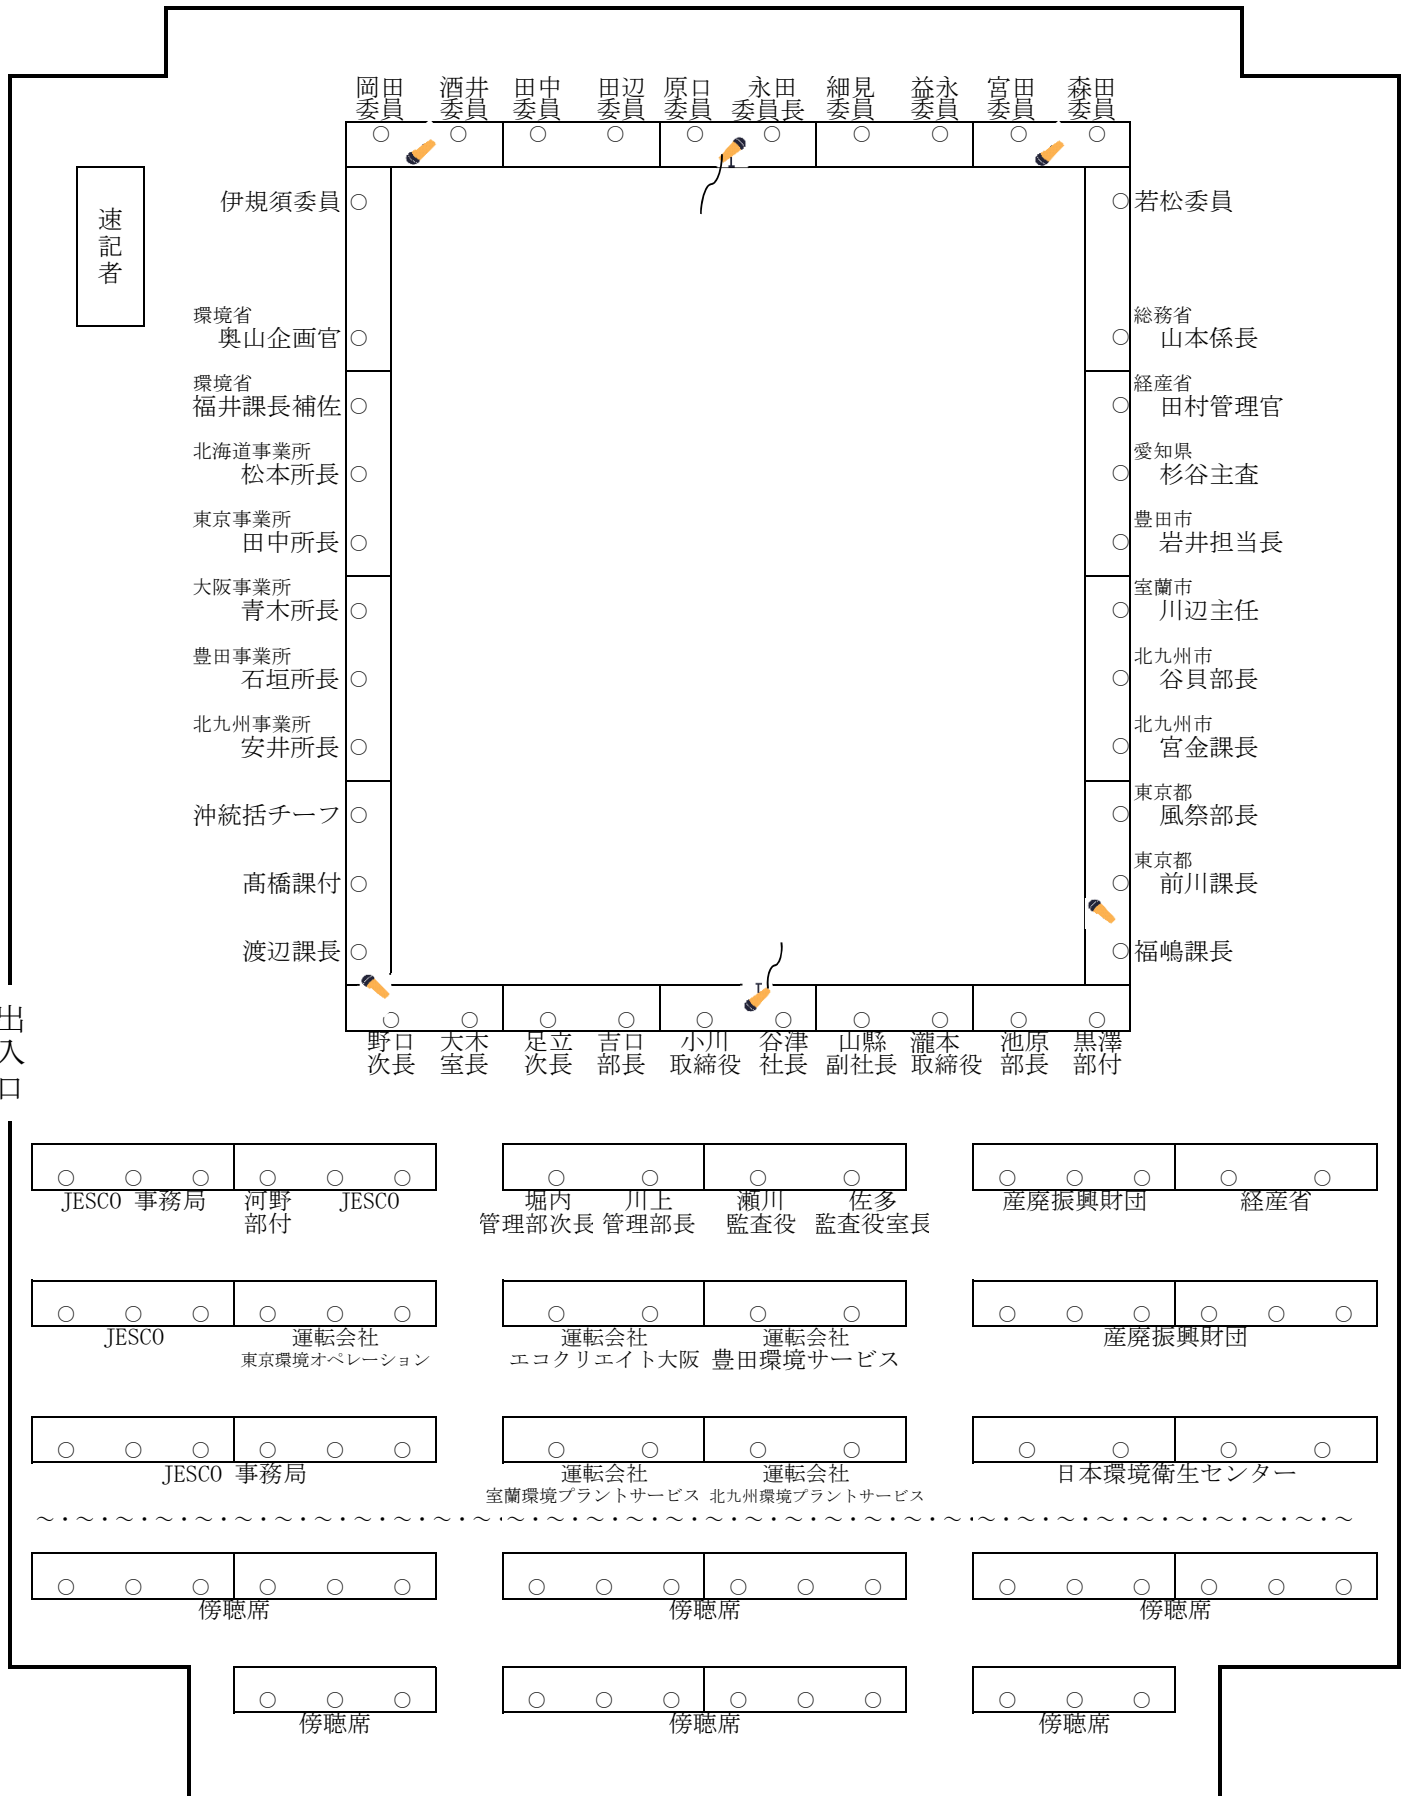 岡田 酒井 田中 田辺 原口 永田 細見 益永 宮田 森田
委員 委員 委員 委員 委員 委員長 委員 委員 委員 委員
速記者
伊規須委員
若松委員
環境省
奥山企画官
総務省
山本係長
環境省
福井課長補佐
経産省
田村管理官
北海道事業所
松本所長
愛知県
杉谷主査
東京事業所
田中所長
豊田市
岩井担当長
大阪事業所
青木所長
室蘭市
川辺主任
豊田事業所
石垣所長
北九州市
谷貝部長
北九州事業所
安井所長
北九州市
宮金課長
沖統括チーフ
東京都
風祭部長
髙橋課付
東京都
前川課長
渡辺課長
福嶋課長
出入口
野口 大木 足立 吉口 小川 谷津 山縣 瀧本 池原 黒澤
次長 室長 次長 部長 取締役 社長 副社長 取締役 部長 部付
JESCO 事務局 河野 JESCO 堀内 川上 瀬川 佐多 産廃振興財団 経産省
部付 管理部次長 管理部長 監査役 監査役室長
JESCO 運転会社 運転会社 運転会社 産廃振興財団
東京環境オペレーション エコクリエイト大阪 豊田環境サービス
JESCO 事務局 運転会社 運転会社 日本環境衛生センター
室蘭環境プラントサービス 北九州環境プラントサービス
～・～・～・～・～・～・～・～・～・～・～・～・～・～・～・～・～・～・～・～・～・～・～・～・～・～・～・～・～・～・～・～・～・～
傍聴席 傍聴席 傍聴席
傍聴席 傍聴席 傍聴席